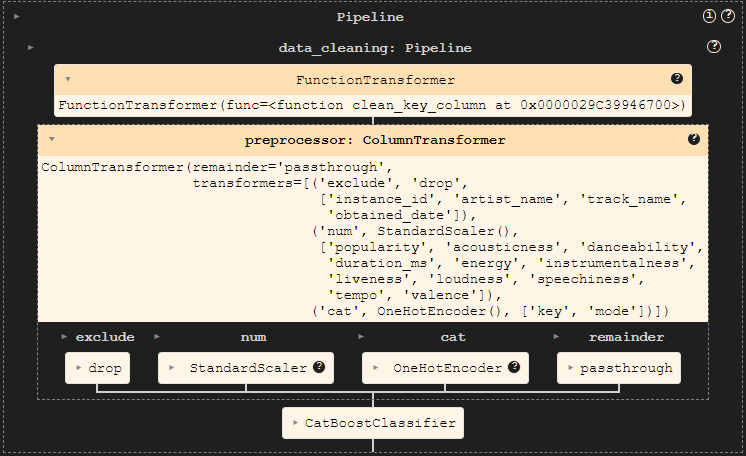 Pipeline
data_cleaning: Pipeline
FunctionTransformer
FunctionTransformer(func=<function clean_key_column at 0x0000029C39946700>)
preprocessor: ColumnTransformer
ColumnTransformer(remainder='passthrough',
transformers=[('exclude', 'drop',
['instance_id', 'artist_name', 'track_name',
'obtained_date']),
('num', StandardScaler(),
['popularity', 'acousticness', 'danceability',
'duration_ms', 'energy', 'instrumentalness',
'liveness', 'loudness', 'speechiness',
'tempo', 'valence']),
('cat', OneHotEncoder(), ['key', 'mode'])])
exclude num cat remainder
drop StandardScaler ? OneHotEncoder ? passthrough
CatBoostClassifier